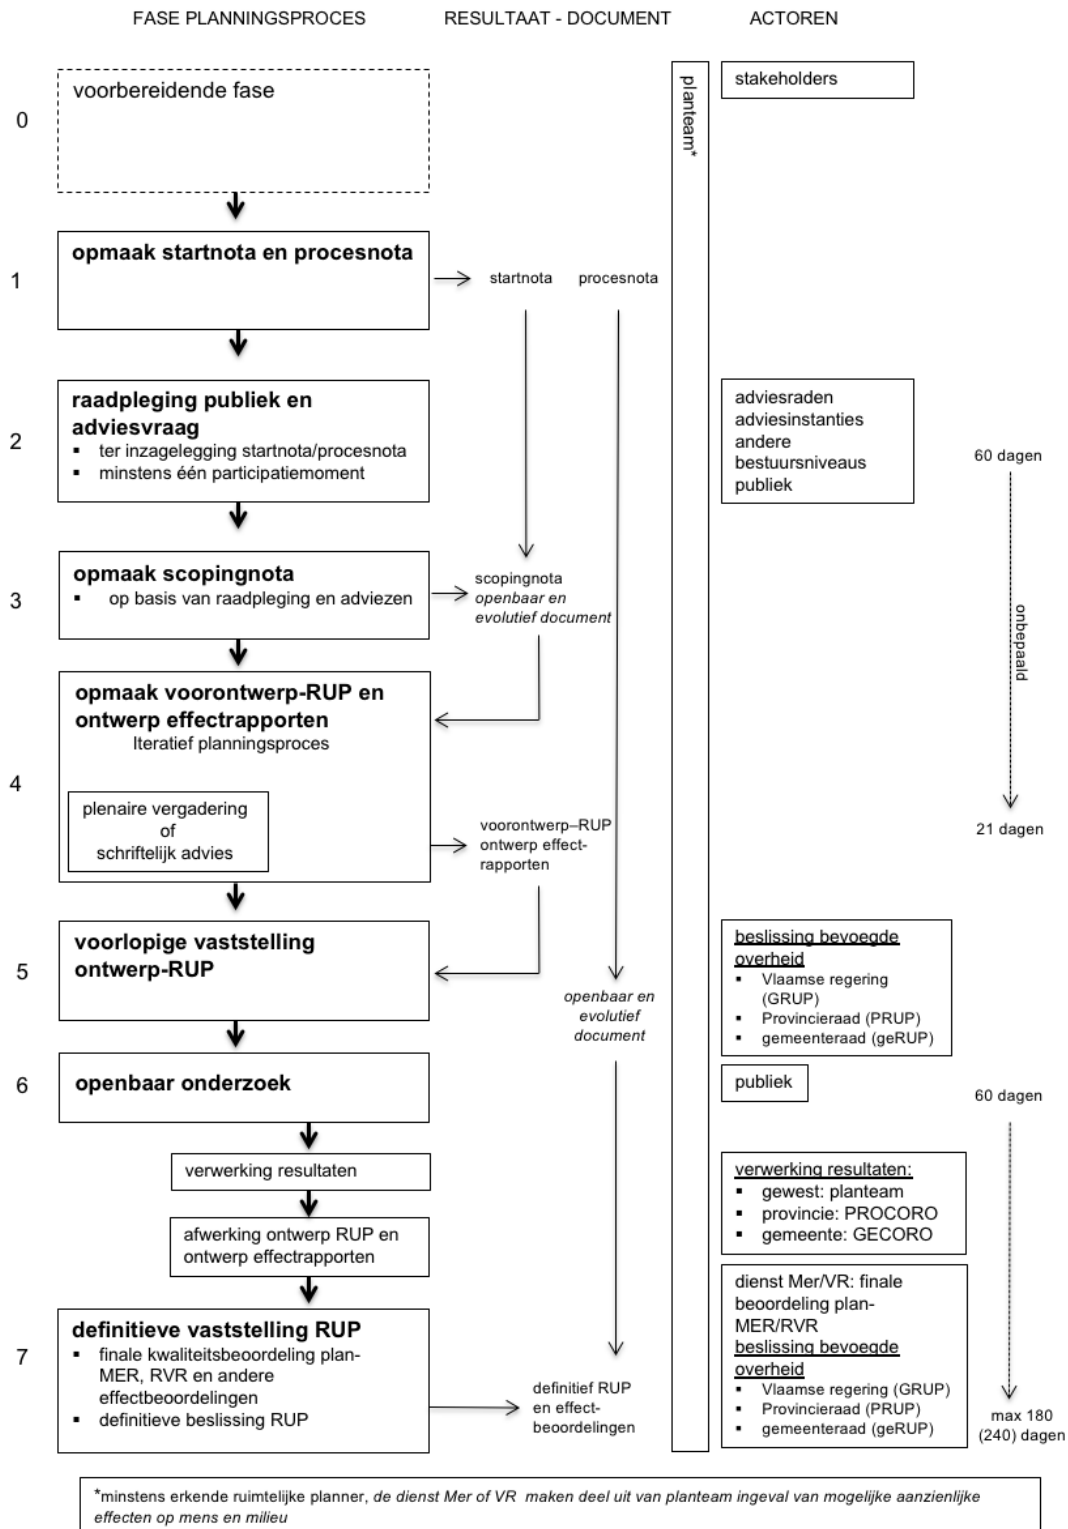 FASE PLANNINGSPROCES
RESULTAAT - DOCUMENT
ACTOREN
planteam*
0
voorbereidende fase
stakeholders
1
opmaak startnota en procesnota
startnota
procesnota
2
raadpleging publiek en
adviesvraag
▪ ter inzagelegging startnota/procesnota
▪ minstens één participatiemoment
adviesraden
adviesinstanties
andere
bestuursniveaus
publiek
60 dagen
3
opmaak scopingnota
▪ op basis van raadpleging en adviezen
scopingnota
openbaar en
evolutief document
onbepaald
4
opmaak voorontwerp-RUP en
ontwerp effectrapporten
Iteratief planningsproces
plenaire vergadering
of
schriftelijk advies
voorontwerp–RUP
ontwerp effect-
rapporten
21 dagen
5
voorlopige vaststelling
ontwerp-RUP
openbaar en
evolutief
document
beslissing bevoegde
overheid
▪ Vlaamse regering
(GRUP)
▪ Provincieraad (PRUP)
▪ gemeenteraad (geRUP)
6
openbaar onderzoek
publiek
60 dagen
verwerking resultaten
verwerking resultaten:
▪ gewest: planteam
▪ provincie: PROCORO
▪ gemeente: GECORO
afwerking ontwerp RUP en
ontwerp effectrapporten
7
definitieve vaststelling RUP
▪ finale kwaliteitsbeoordeling plan-
MER, RVR en andere
effectbeoordelingen
▪ definitieve beslissing RUP
definitief RUP
en effect-
beoordelingen
dienst Mer/VR: finale
beoordeling plan-
MER/RVR
beslissing bevoegde
overheid
▪ Vlaamse regering (GRUP)
▪ Provincieraad (PRUP)
▪ gemeenteraad (geRUP)
max 180
(240) dagen
*minstens erkende ruimtelijke planner, de dienst Mer of VR maken deel uit van planteam ingeval van mogelijke aanzienlijke
effecten op mens en milieu